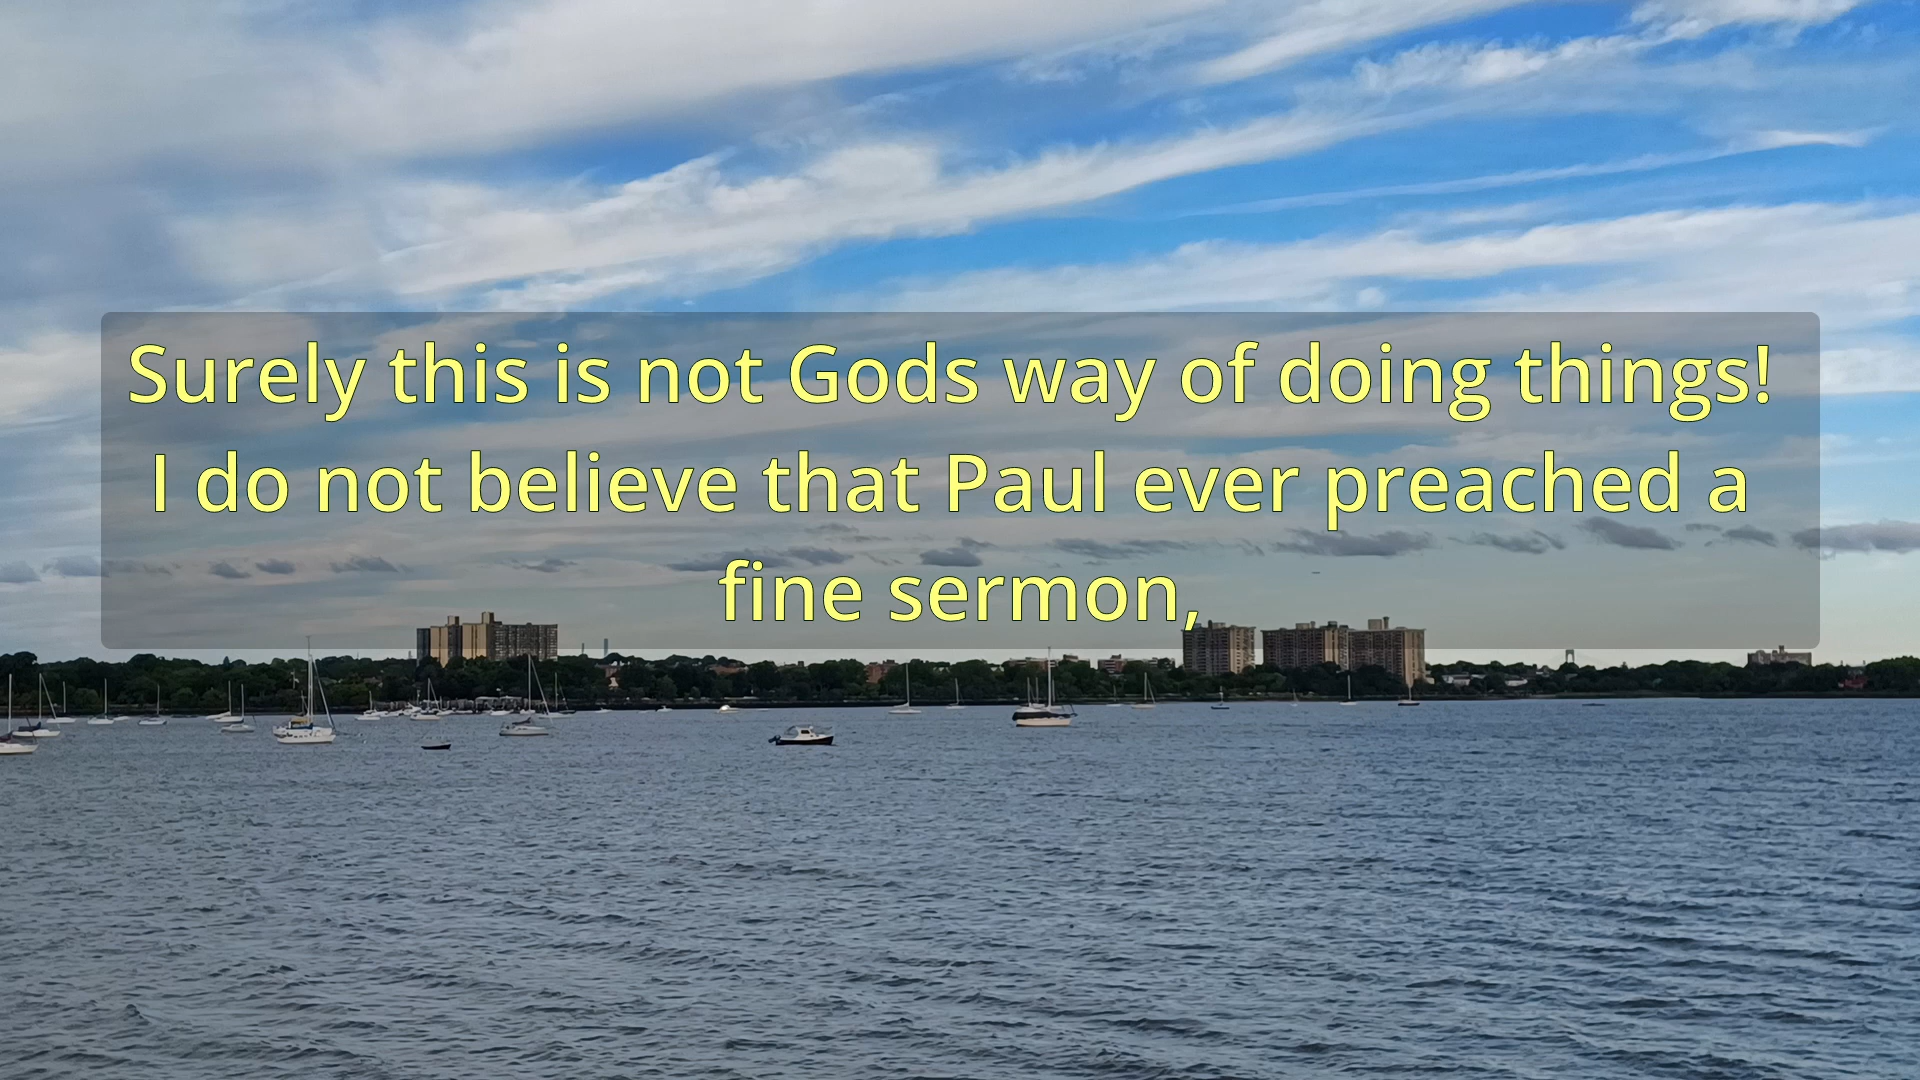 Surely this is not Gods way of doing things!
I do not believe that Paul ever preached a
fine sermon,